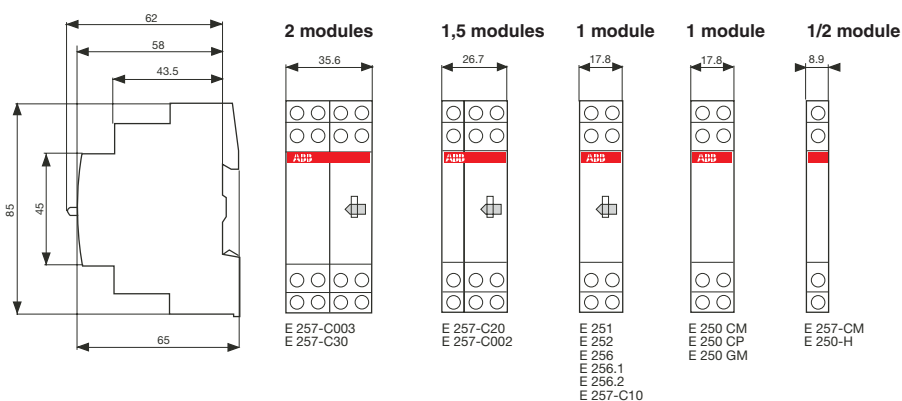 62
58
43.5
85
45
65
2 modules
35.6
ABB
E 257-C003
E 257-C30
1,5 modules
26.7
ABB
E 257-C20
E 257-C002
1 module
17.8
ABB
E 251
E 252
E 256
E 256.1
E 256.2
E 257-C10
1 module
17.8
ABB
E 250 CM
E 250 CP
E 250 GM
1/2 module
8.9
E 257-CM
E 250-H